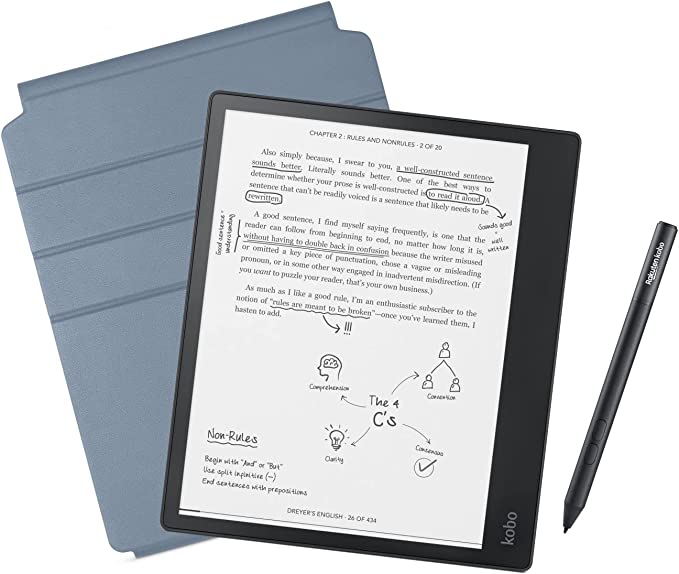 CHAPTER 2 : RULES AND NONRULES · 2 OF 20
Also simply because, I swear to you, a well-constructed sentence
sounds better. Literally sounds better. One of the best ways to
determine whether your prose is well-constructed is to read it aloud. A
sentence that can't be readily voiced is a sentence that likely needs to be
rewritten.
Sounds good
=
well
written
A good sentence, I find myself saying frequently, is one that the
reader can follow from beginning to end, no matter how long it is,
without having to double back in confusion because the writer misused
or omitted a key piece of punctuation, chose a vague or misleading
pronoun, or in some other way engaged in inadvertent misdirection. (If
you want to puzzle your reader, that's your own business.)
Good sentence =
understanding
As much as I like a good rule, I'm an enthusiastic subscriber to the
notion of "rules are meant to be broken"—once you've learned them, I
hasten to add.
!!!
Comprehension
Convention
The 4
C's
Clarity
Consensus
Non-Rules
Begin with "And" or "But"
Use split infinitive (~)
End sentences with prepositions
DREYER'S ENGLISH · 26 OF 434
kobo
Rakuten kobo